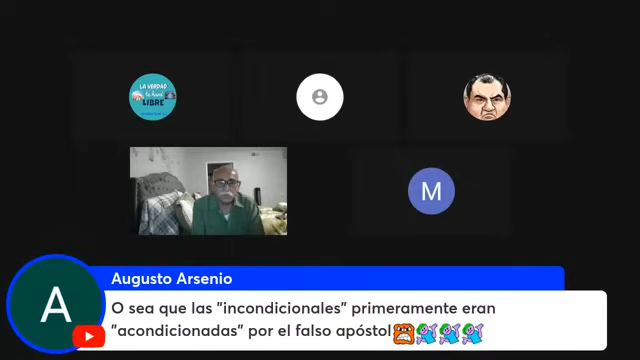 LA VERDAD
LIBRE
M
A
Augusto Arsenio
O sea que las "incondicionales" primeramente eran
"acondicionadas" por el falso apóstol